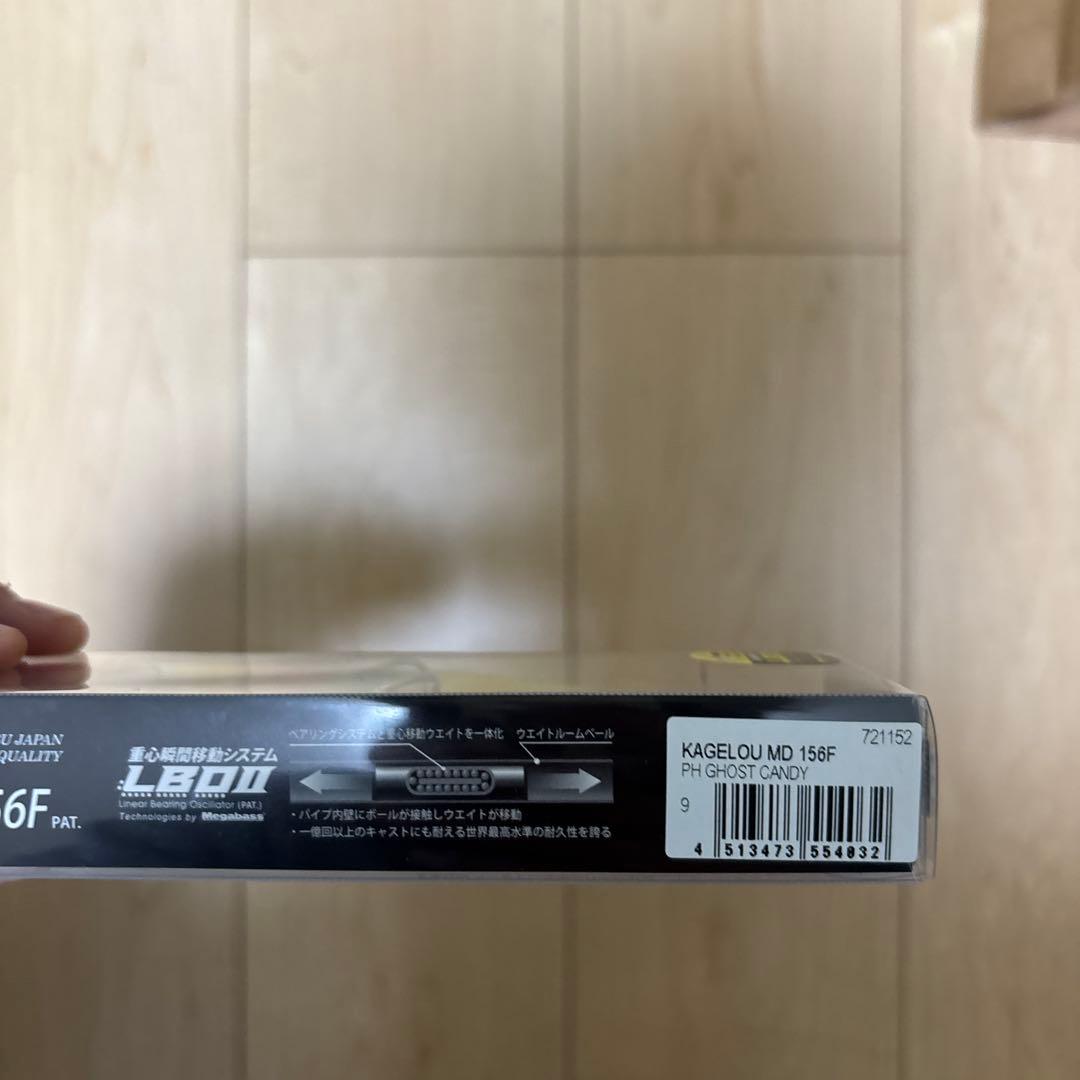 U JAPAN
QUALITY
56F PAT.
重心瞬間移動システム
LBOII
Linear Bearing Oscillator (PAT.)
Technologies by Megabass
ベアリングシステムと重心移動ウエイトを一体化
ウエイトルームペール
・パイプ内壁にボールが接触しウエイトが移動
・一億回以上のキャストにも耐える世界最高水準の耐久性を誇る
721152
KAGELOU MD 156F
PH GHOST CANDY
9
4 513473 554832